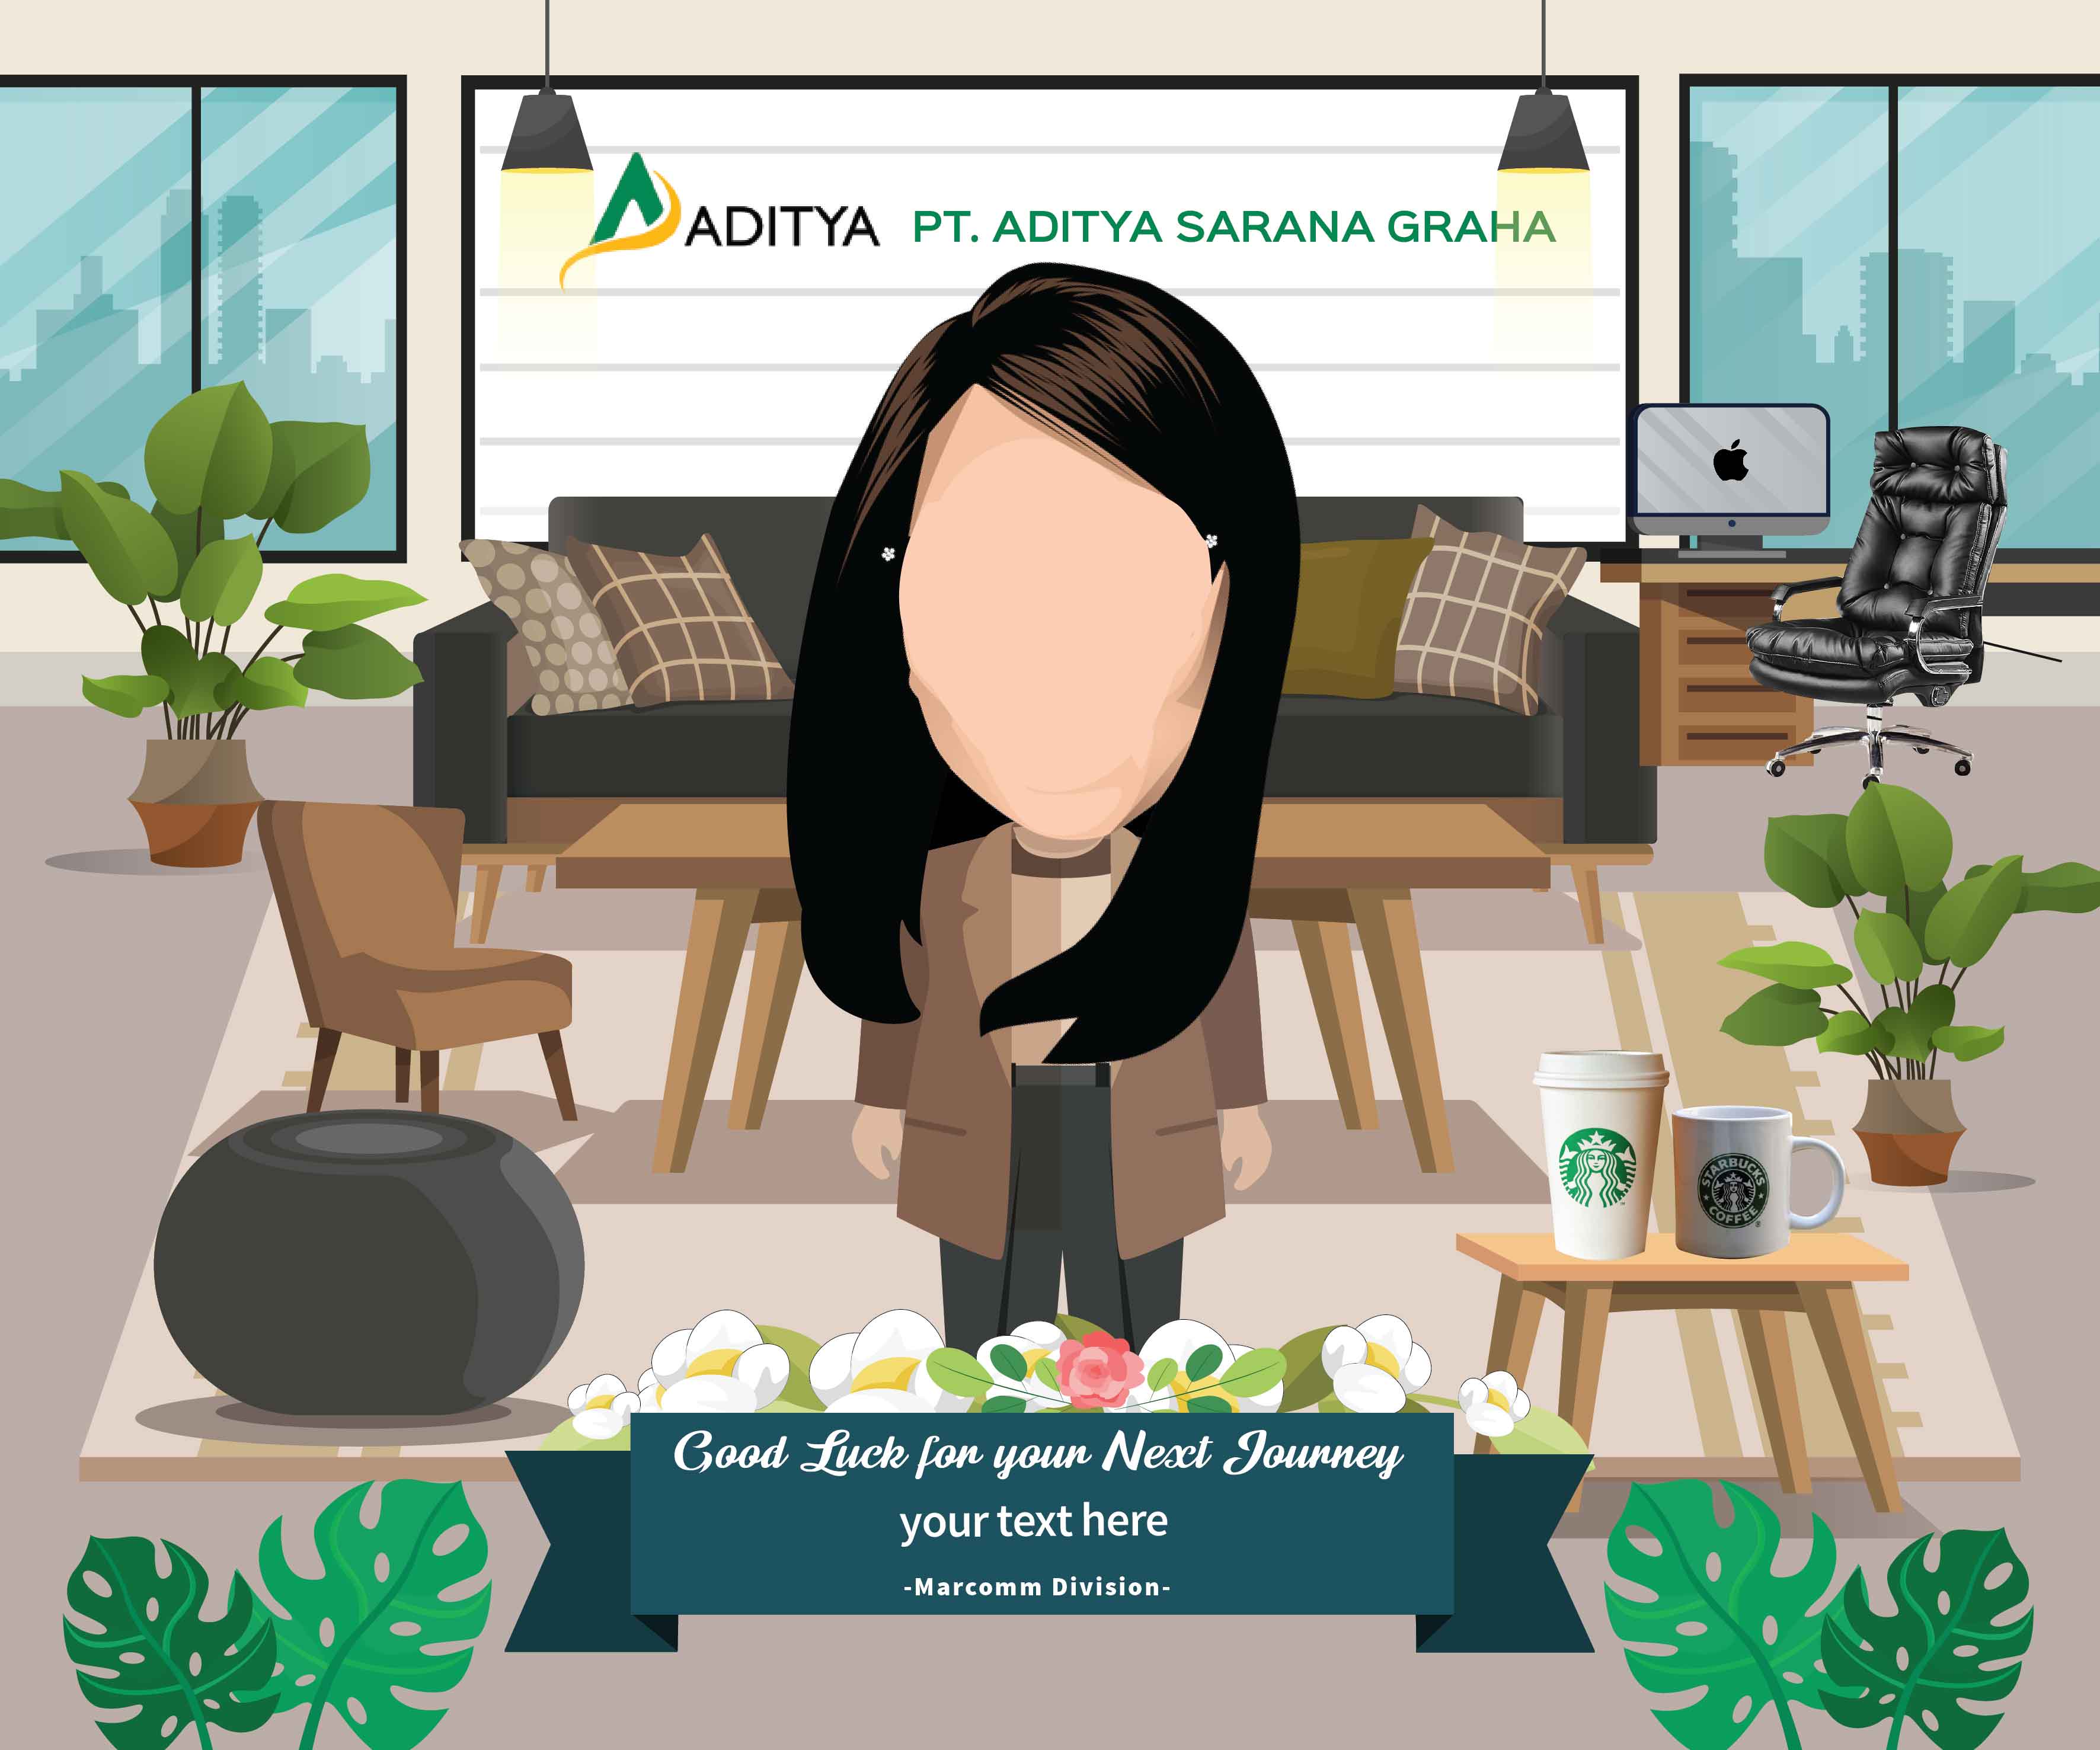 ADITYA PT. ADITYA SARANA GRAHA
STARBUCKS
COFFEE
Good Luck for your Next Journey
your text here
-Marcomm Division-